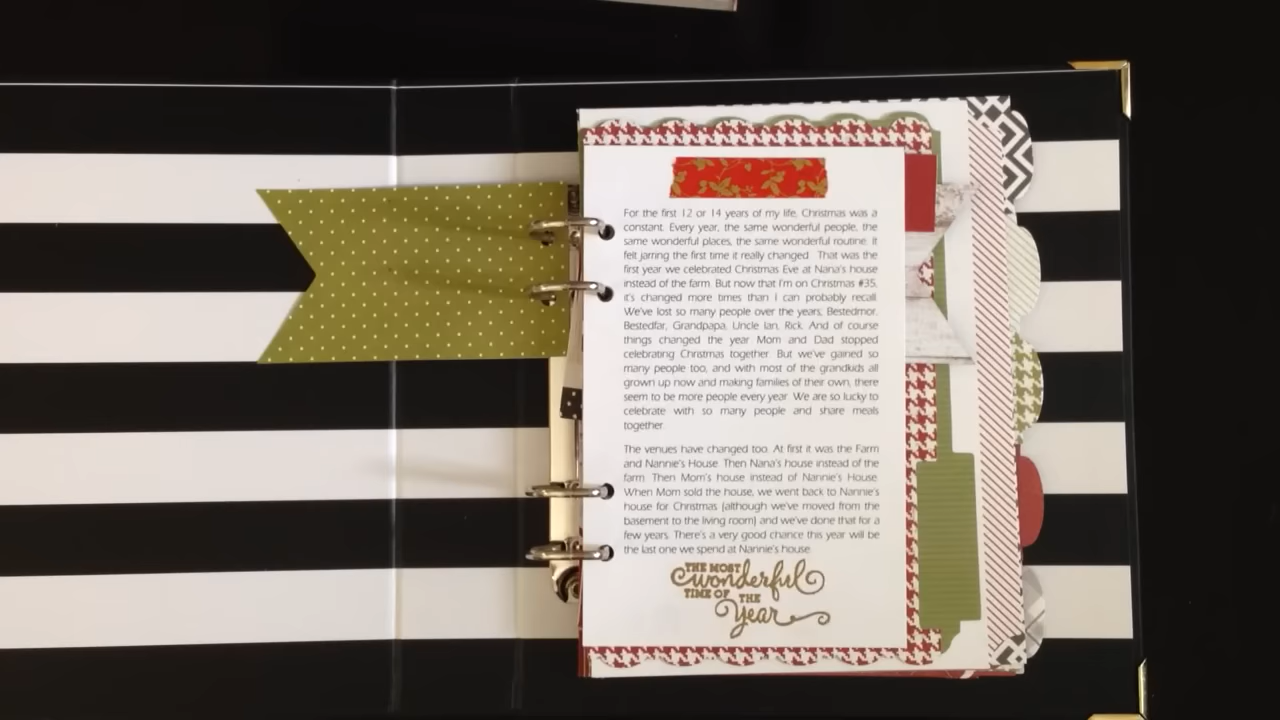 For the first 12 or 14 years of my life, Christmas was a
constant. Every year, the same wonderful people, the
same wonderful places, the same wonderful routine. It
felt jarring the first time it really changed. That was the
first year we celebrated Christmas Eve at Nana's house
instead of the farm. But now that I'm on Christmas #35,
it's changed more times than I can probably recall.
We've lost so many people over the years; Bestedmor,
Bestedfar, Grandpapa, Uncle Ian, Rick. And of course
things changed the year Mom and Dad stopped
celebrating Christmas together. But we've gained so
many people too, and with most of the grandkids all
grown up now and making families of their own, there
seem to be more people every year. We are so lucky to
celebrate with so many people and share meals
together.
The venues have changed too. At first it was the Farm
and Nannie's House. Then Nana's house instead of the
farm. Then Mom's house instead of Nannie's House.
When Mom sold the house, we went back to Nannie's
house for Christmas (although we've moved from the
basement to the living room) and we've done that for a
few years. There's a very good chance this year will be
the last one we spend at Nannie's house.
THE MOST
wonderful
TIME OF THE
Year